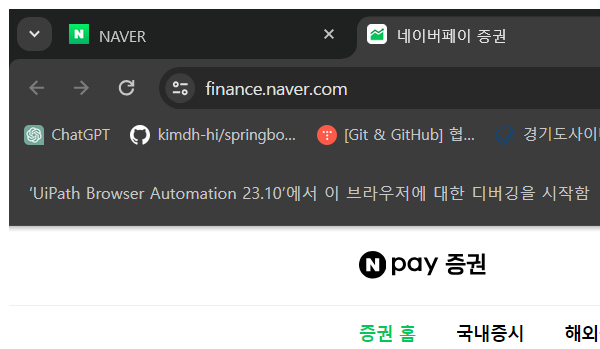 NAVER
네이버페이 증권
finance.naver.com
ChatGPT kimdh-hi/springbo... [Git & GitHub] 협... 경기도사이
'UiPath Browser Automation 23.10'에서 이 브라우저에 대한 디버깅을 시작함
N pay 증권
증권 홈 국내증시 해외